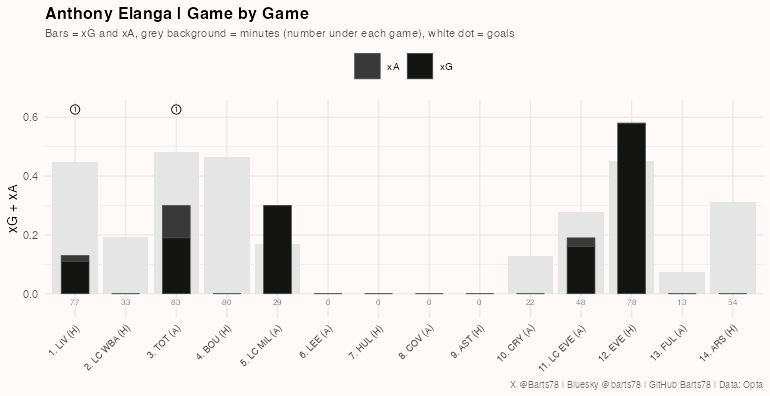 Anthony Elanga | Game by Game
Bars = xG and xA, grey background = minutes (number under each game), white dot = goals
xA xG
1 1
xG + xA
0.6
0.4
0.2
0.0
77 33 83 80 29 0 0 0 0 22 48 78 13 54
1. LIV (H) 2. LC WBA (H) 3. TOT (A) 4. BOU (H) 5. LC MIL (A) 6. LEE (A) 7. HUL (H) 8. COV (A) 9. AST (H) 10. CRY (A) 11. LC EVE (A) 12. EVE (H) 13. FUL (A) 14. ARS (H)
X @Barts78 | Bluesky @barts78 | GitHub Barts78 | Data: Opta